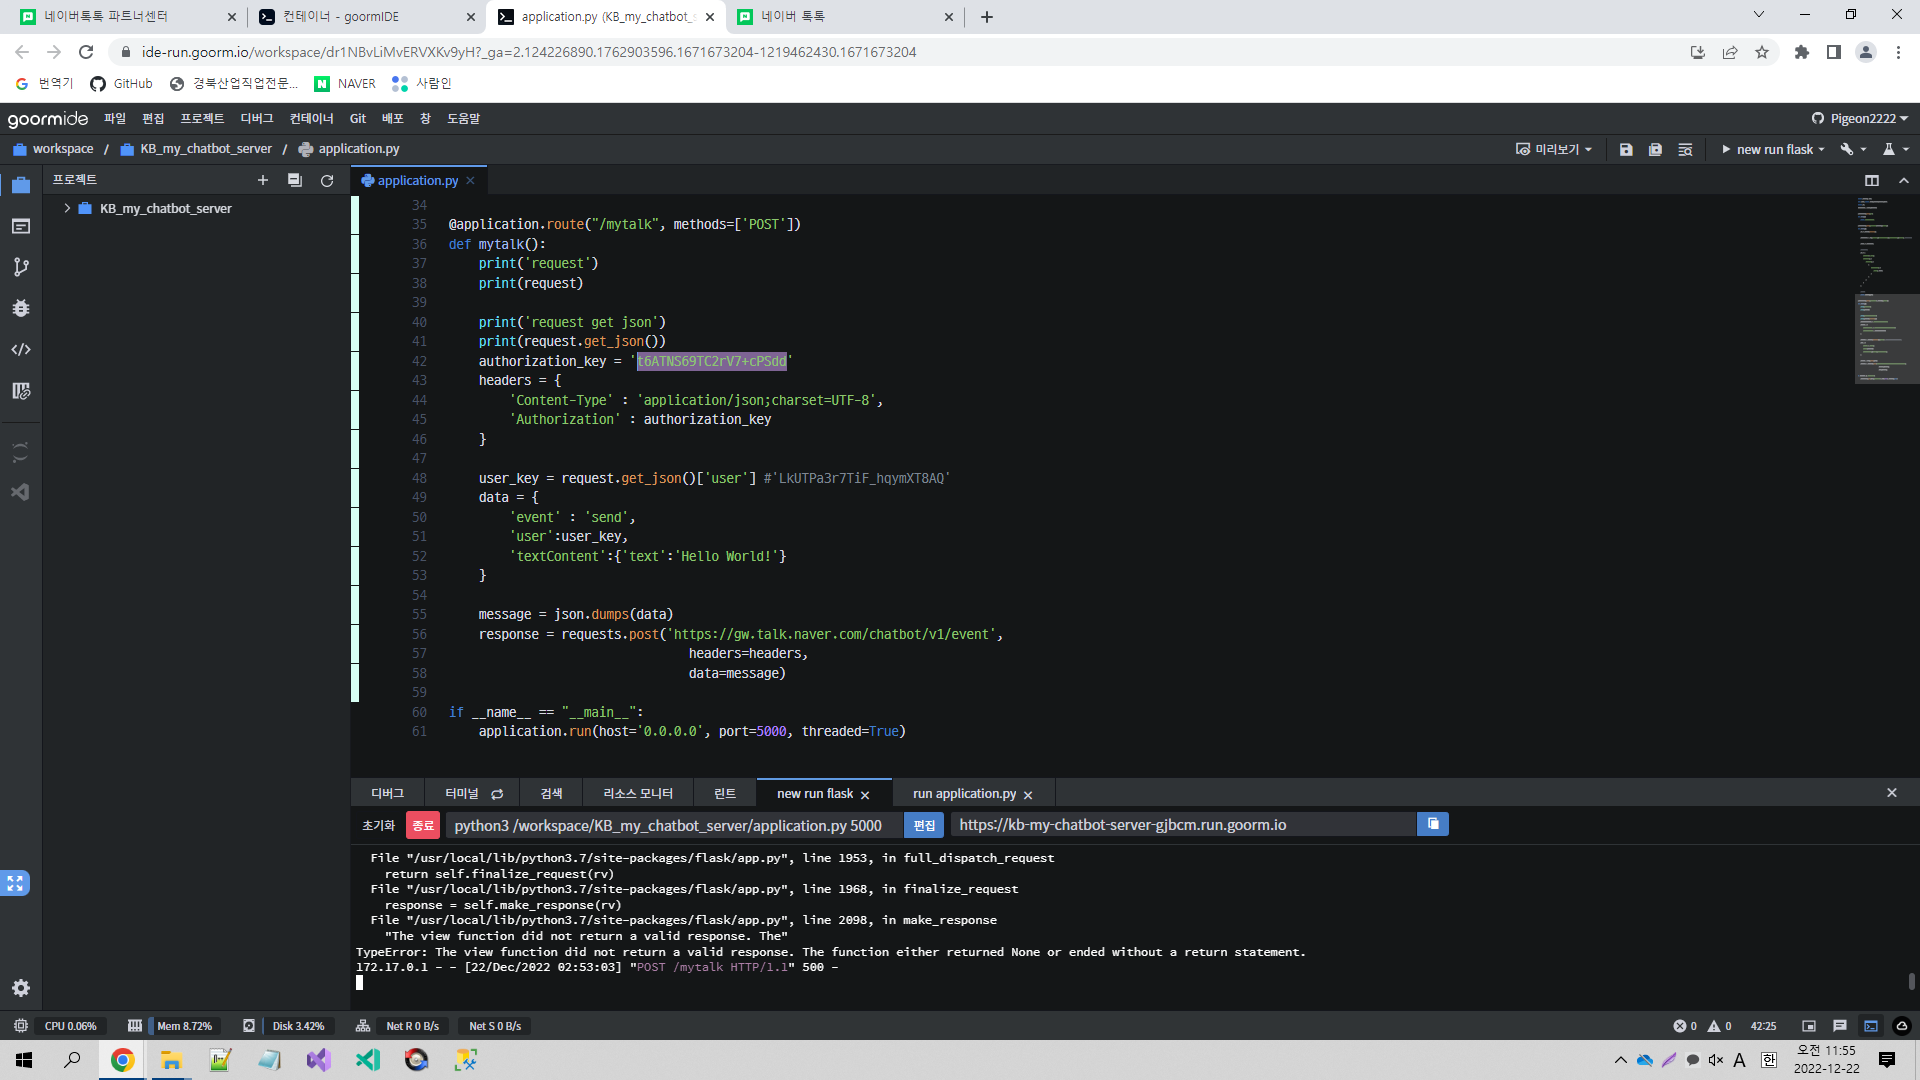 네이버톡톡 파트너센터
컨테이너 - goormIDE
application.py (KB_my_chatbot_s
네이버 톡톡
ide-run.goorm.io/workspace/dr1NBvLiMvERVXKv9yH?_ga=2.124226890.1762903596.1671673204-1219462430.1671673204
번역기
GitHub
경북산업직업전문...
NAVER
사람인
goormide 파일 편집 프로젝트 디버그 컨테이너 Git 배포 창 도움말
Pigeon2222
workspace / KB_my_chatbot_server / application.py
미리보기
new run flask
프로젝트
application.py
KB_my_chatbot_server
34
35 @application.route("/mytalk", methods=['POST'])
36 def mytalk():
37 print('request')
38 print(request)
39
40 print('request get json')
41 print(request.get_json())
42 authorization_key = 't6ATNS69TC2rV7+cPSdd'
43 headers = {
44 'Content-Type' : 'application/json;charset=UTF-8',
45 'Authorization' : authorization_key
46 }
47
48 user_key = request.get_json()['user'] #'LkUTPa3r7TiF_hqymXT8AQ'
49 data = {
50 'event' : 'send',
51 'user':user_key,
52 'textContent':{'text':'Hello World!'}
53 }
54
55 message = json.dumps(data)
56 response = requests.post('https://gw.talk.naver.com/chatbot/v1/event',
57 headers=headers,
58 data=message)
59
60 if __name__ == "__main__":
61 application.run(host='0.0.0.0', port=5000, threaded=True)
디버그 터미널 검색 리소스 모니터 린트 new run flask run application.py
초기화 종료 python3 /workspace/KB_my_chatbot_server/application.py 5000 편집 https://kb-my-chatbot-server-gjbcm.run.goorm.io
File "/usr/local/lib/python3.7/site-packages/flask/app.py", line 1953, in full_dispatch_request
return self.finalize_request(rv)
File "/usr/local/lib/python3.7/site-packages/flask/app.py", line 1968, in finalize_request
response = self.make_response(rv)
File "/usr/local/lib/python3.7/site-packages/flask/app.py", line 2098, in make_response
"The view function did not return a valid response. The"
TypeError: The view function did not return a valid response. The function either returned None or ended without a return statement.
172.17.0.1 - - [22/Dec/2022 02:53:03] "POST /mytalk HTTP/1.1" 500 -
CPU 0.06% Mem 8.72% Disk 3.42% Net R 0 B/s Net S 0 B/s
0 0 42:25
A 한
오전 11:55
2022-12-22